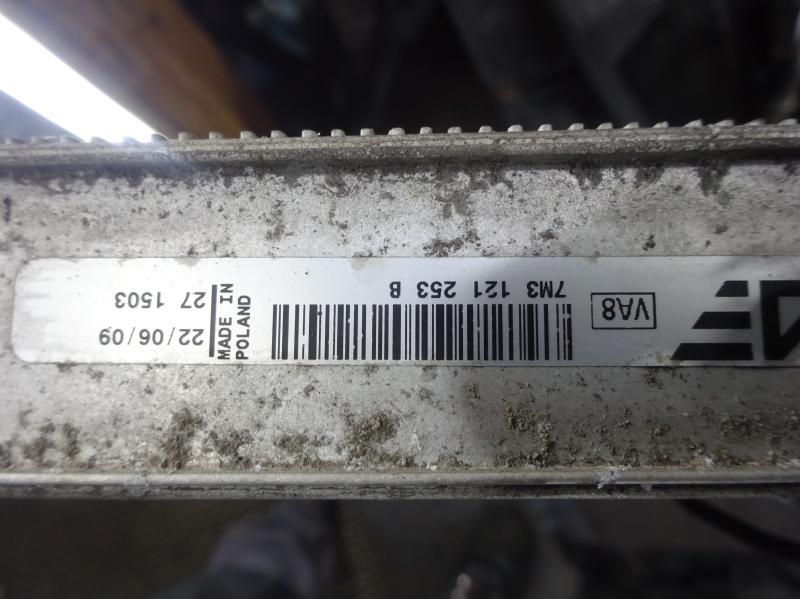 VA8
7M3 121 253 B
MADE IN
POLAND
22/06/09
27 1503